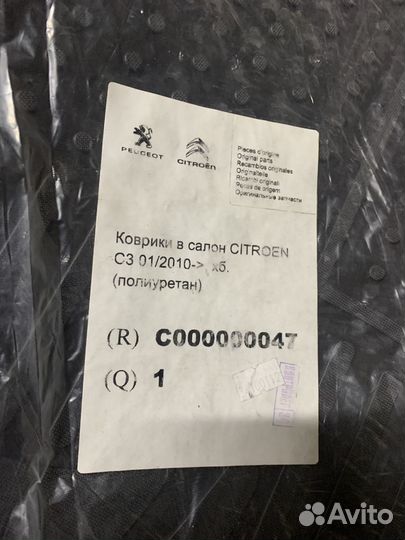 PEUGEOT
CITROËN
Pieces d'origine
Original parts
Recambios originales
Originalteile
Ricambi originali
Peças de origem
Оригинальные запчасти
Коврики в салон CITROEN
C3 01/2010-> хб.
(полиуретан)
(R) C000000047
(Q) 1
Avito